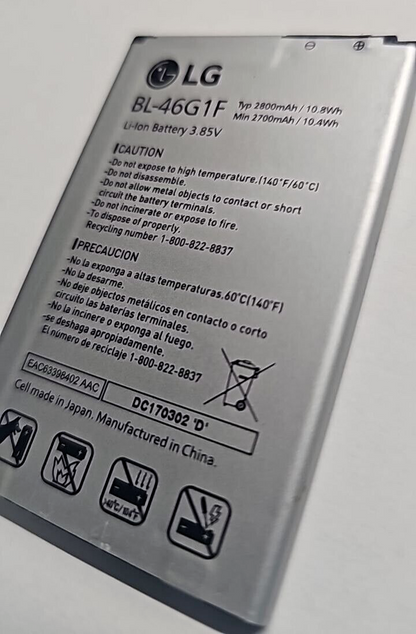 LG
BL-46G1F Typ 2800mAh / 10.8Wh
Min 2700mAh / 10.4Wh
Li-Ion Battery 3.85V
CAUTION
-Do not expose to high temperature.(140°F/60°C)
-Do not disassemble.
-Do not allow metal objects to contact or short
circuit the battery terminals.
-Do not incinerate or expose to fire.
-To dispose of properly.
Recycling number 1-800-822-8837
PRECAUCION
-No la exponga a altas temperaturas.60°C(140°F)
-No la desarme.
-No deje objetos metálicos en contacto o corto
circuito las baterías terminales.
-No la incinere o exponga al fuego.
-se deshaga apropiadamente.
El número de reciclaje 1-800-822-8837
EAC63398402 AAC
DC170302 'D'
Cell made in Japan. Manufactured in China.